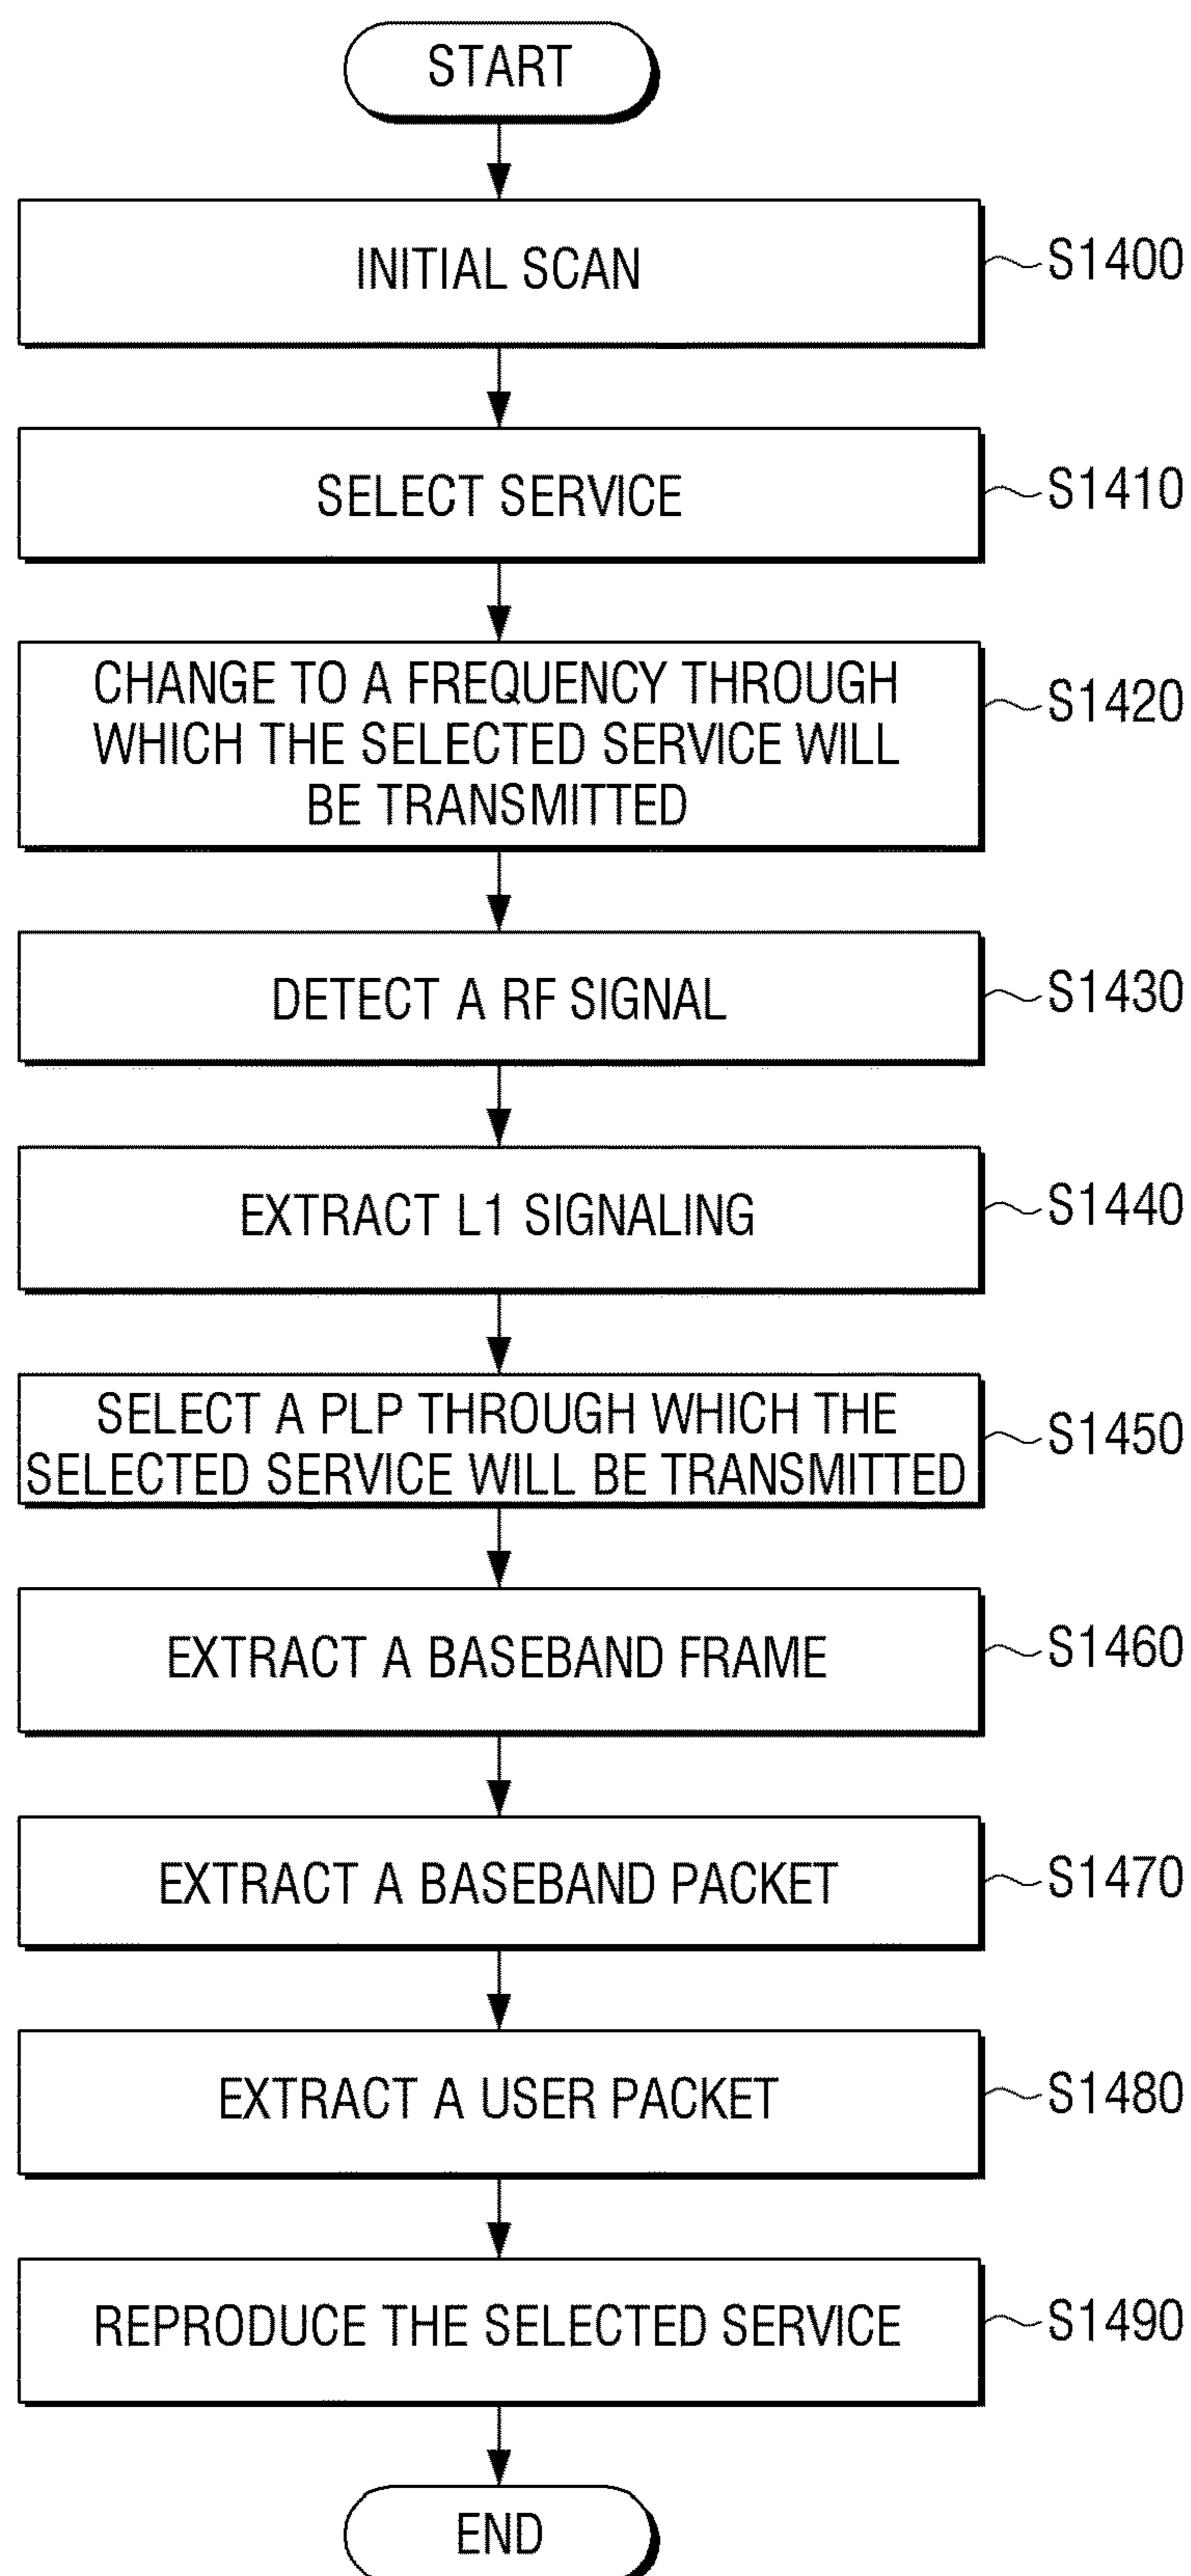 START
INITIAL SCAN
S1400
SELECT SERVICE
S1410
CHANGE TO A FREQUENCY THROUGH
WHICH THE SELECTED SERVICE WILL
BE TRANSMITTED
S1420
DETECT A RF SIGNAL
S1430
EXTRACT L1 SIGNALING
S1440
SELECT A PLP THROUGH WHICH THE
SELECTED SERVICE WILL BE TRANSMITTED
S1450
EXTRACT A BASEBAND FRAME
S1460
EXTRACT A BASEBAND PACKET
S1470
EXTRACT A USER PACKET
S1480
REPRODUCE THE SELECTED SERVICE
S1490
END